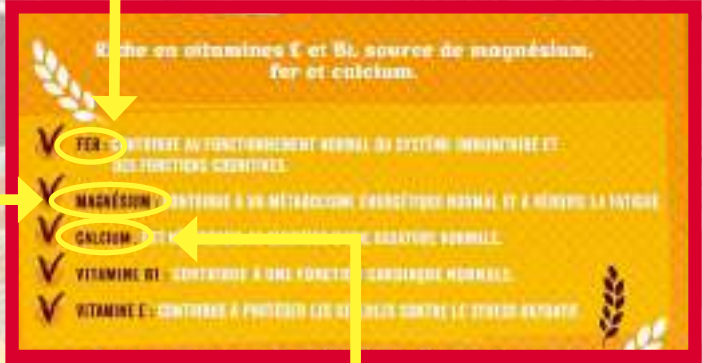 Riche en vitamines E et B1, source de magnésium,
fer et calcium.
FER : CONTRIBUE AU FONCTIONNEMENT NORMAL DU SYSTÈME IMMUNITAIRE ET
DES FONCTIONS COGNITIVES.
MAGNÉSIUM : CONTRIBUE À UN MÉTABOLISME ÉNERGÉTIQUE NORMAL ET À RÉDUIRE LA FATIGUE
CALCIUM : OSSATURE NORMALE.
VITAMINE B1 : CONTRIBUE À UNE FONCTION CARDIAQUE NORMALE.
VITAMINE E : CONTRIBUE À PROTÉGER LES CELLULES CONTRE LE STRESS OXYDATIF.